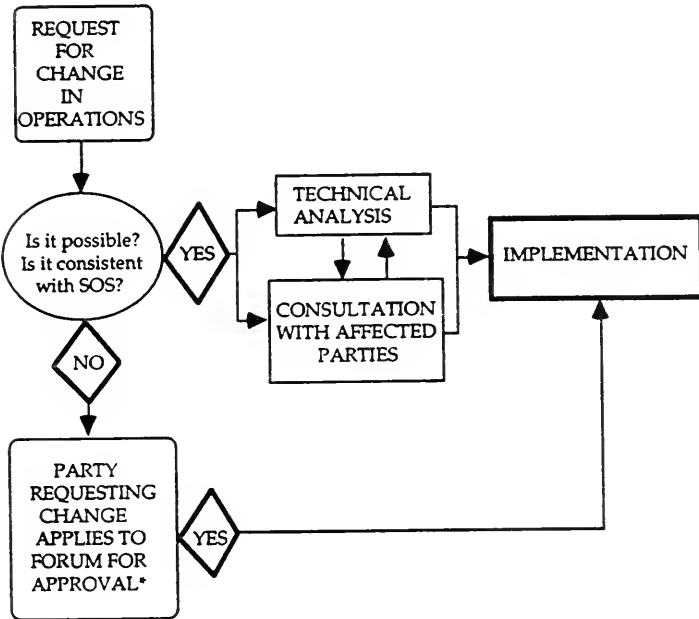 REQUEST
FOR
CHANGE
IN
OPERATIONS
Is it possible?
Is it consistent
with SOS?
YES
TECHNICAL
ANALYSIS
CONSULTATION
WITH AFFECTED
PARTIES
IMPLEMENTATION
NO
PARTY
REQUESTING
CHANGE
APPLIES TO
FORUM FOR
APPROVAL*
YES